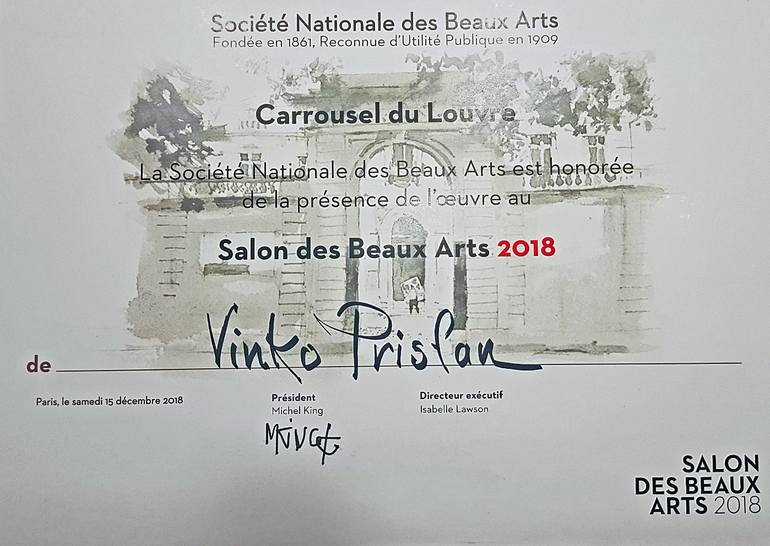 Société Nationale des Beaux Arts
Fondée en 1861, Reconnue d'Utilité Publique en 1909
Carrousel du Louvre
La Société Nationale des Beaux Arts est honorée
de la présence de l'œuvre au
Salon des Beaux Arts 2018
de Vinko Prislan
Paris, le samedi 15 décembre 2018
Président
Michel King
Directeur exécutif
Isabelle Lawson
SALON
DES BEAUX
ARTS 2018